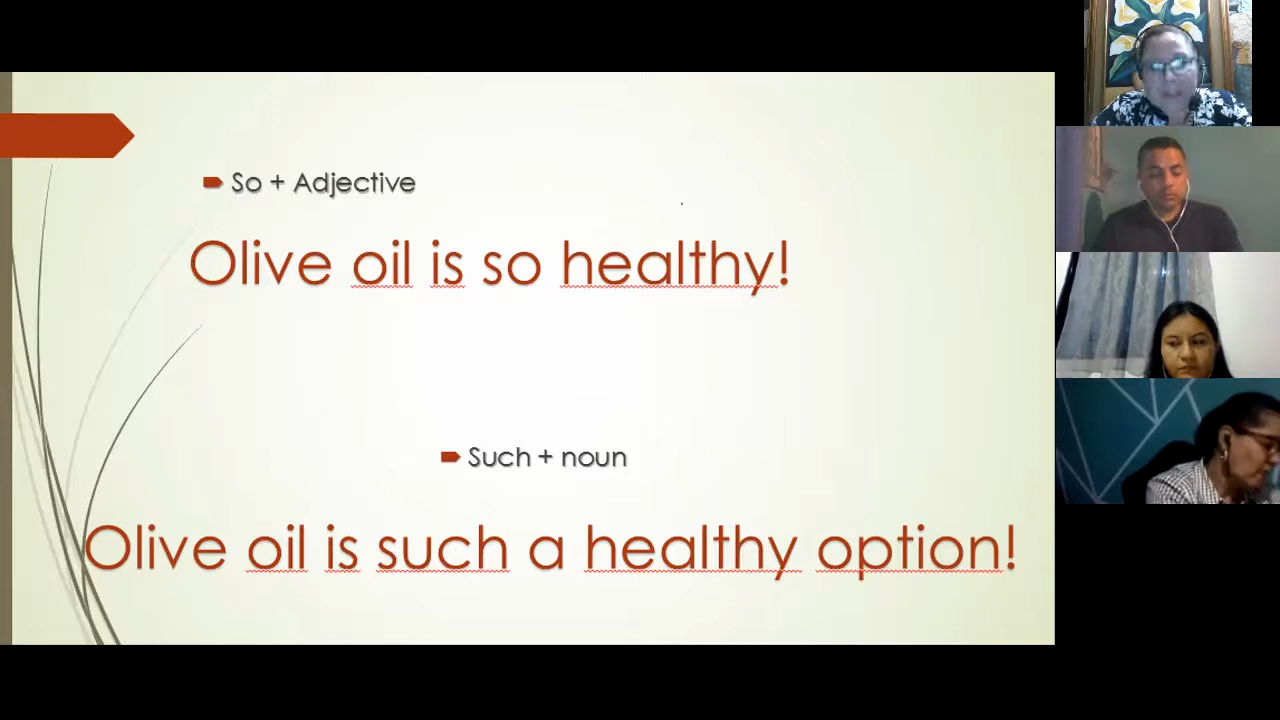 So + Adjective
Olive oil is so healthy!
Such + noun
Olive oil is such a healthy option!